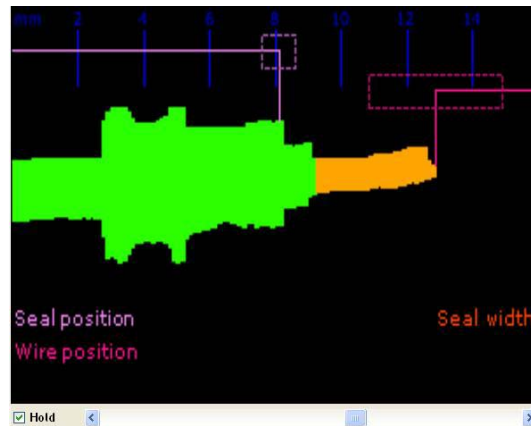 mm 2 4 6 8 10 12 14
Seal position Seal width
Wire position
Hold